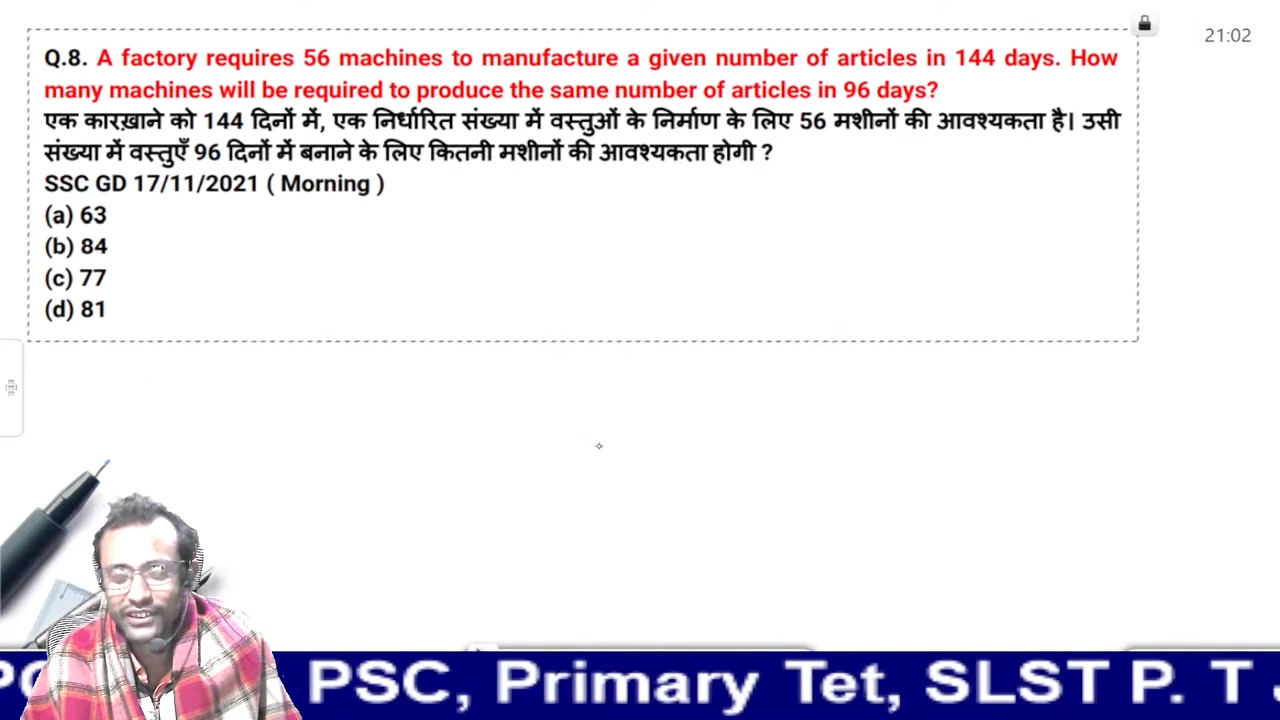 21:02
Q.8. A factory requires 56 machines to manufacture a given number of articles in 144 days. How
many machines will be required to produce the same number of articles in 96 days?
एक कारख़ाने को 144 दिनों में, एक निर्धारित संख्या में वस्तुओं के निर्माण के लिए 56 मशीनों की आवश्यकता है। उसी
संख्या में वस्तुएँ 96 दिनों में बनाने के लिए कितनी मशीनों की आवश्यकता होगी ?
SSC GD 17/11/2021 ( Morning )
(a) 63
(b) 84
(c) 77
(d) 81
PSC, Primary Tet, SLST P. T